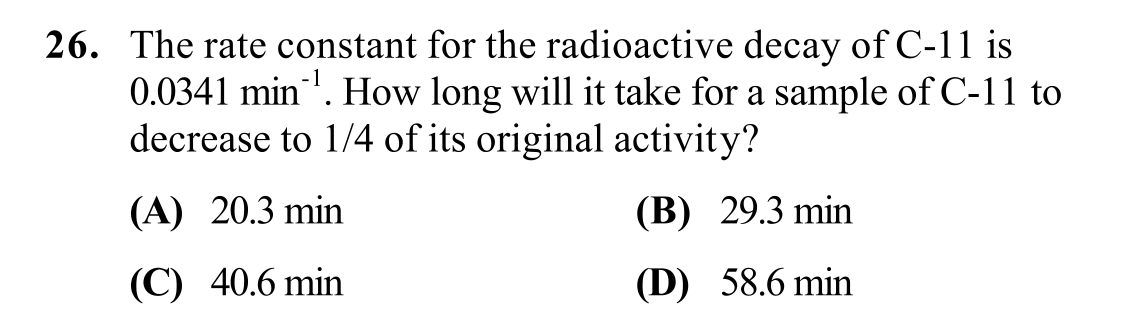 26. The rate constant for the radioactive decay of C-11 is
0.0341 min⁻¹. How long will it take for a sample of C-11 to
decrease to 1/4 of its original activity?
(A) 20.3 min (B) 29.3 min
(C) 40.6 min (D) 58.6 min